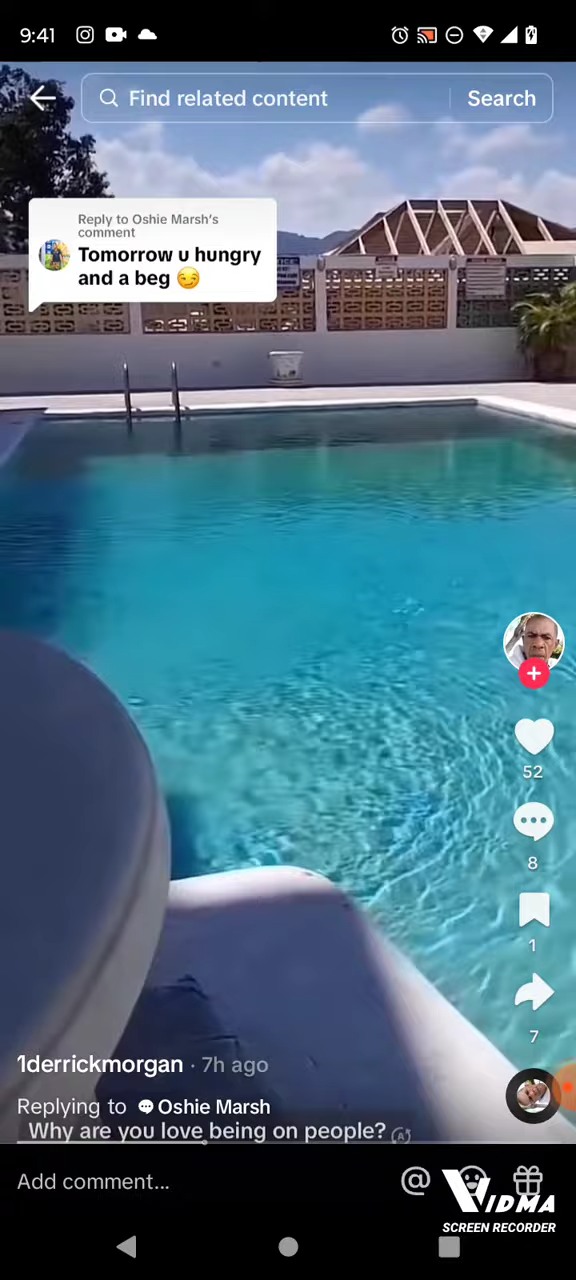 9:41
Find related content
Search
Reply to Oshie Marsh's
comment
Tomorrow u hungry
and a beg 😏
52
8
1
7
1derrickmorgan · 7h ago
Replying to 💬 Oshie Marsh
Why are you love being on people?
Add comment...
@
VIDMA
SCREEN RECORDER